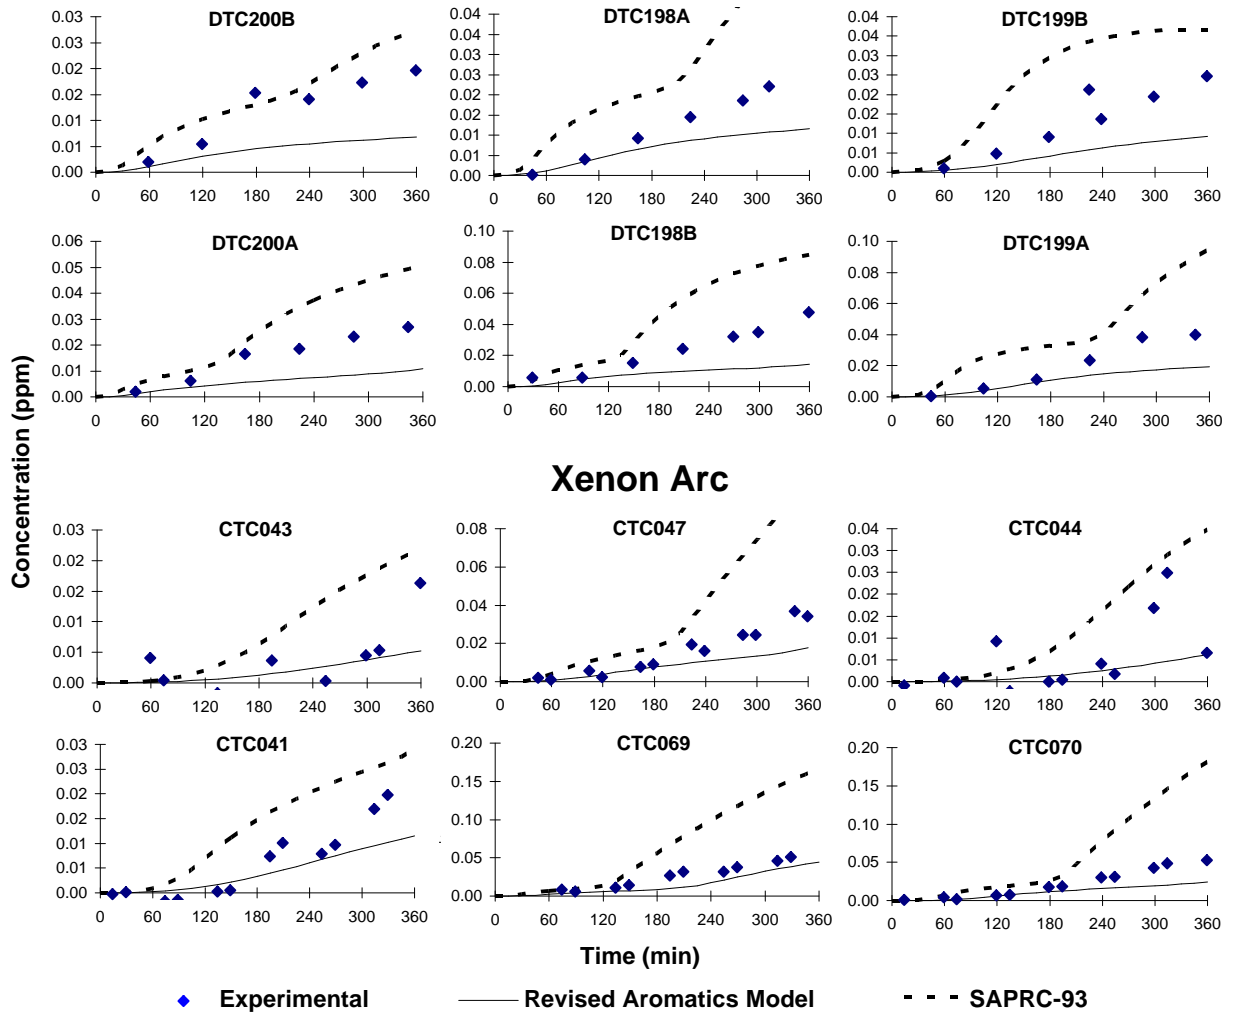 DTC200B
0.03
0.03
0.02
0.02
0.01
0.01
0.00
0 60 120 180 240 300 360
DTC198A
0.04
0.04
0.03
0.03
0.02
0.02
0.01
0.01
0.00
0 60 120 180 240 300 360
DTC199B
0.04
0.04
0.03
0.03
0.02
0.02
0.01
0.01
0.00
0 60 120 180 240 300 360
DTC200A
0.06
0.05
0.04
0.03
0.02
0.01
0.00
0 60 120 180 240 300 360
DTC198B
0.10
0.08
0.06
0.04
0.02
0.00
0 60 120 180 240 300 360
DTC199A
0.10
0.08
0.06
0.04
0.02
0.00
0 60 120 180 240 300 360
Concentration (ppm)
Xenon Arc
CTC043
0.03
0.02
0.02
0.01
0.01
0.00
0 60 120 180 240 300 360
CTC047
0.08
0.06
0.04
0.02
0.00
0 60 120 180 240 300 360
CTC044
0.04
0.03
0.03
0.02
0.02
0.01
0.01
0.00
0 60 120 180 240 300 360
CTC041
0.03
0.03
0.02
0.02
0.01
0.01
0.00
0 60 120 180 240 300 360
CTC069
0.20
0.15
0.10
0.05
0.00
0 60 120 180 240 300 360
CTC070
0.20
0.15
0.10
0.05
0.00
0 60 120 180 240 300 360
Time (min)
Experimental
Revised Aromatics Model
SAPRC-93